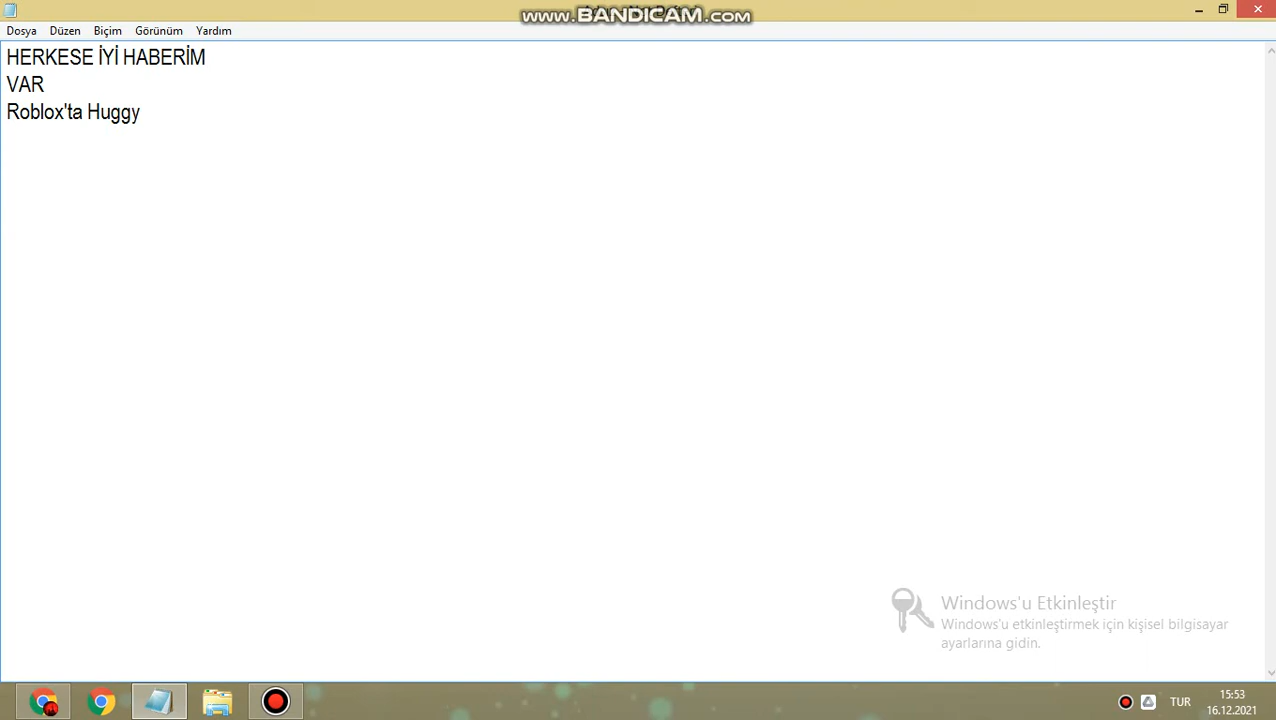 www.BANDICAM.com
Dosya Düzen Biçim Görünüm Yardım
HERKESE İYİ HABERİM
VAR
Roblox'ta Huggy
Windows'u Etkinleştir
Windows'u etkinleştirmek için kişisel bilgisayar
ayarlarına gidin.
TUR
15:53
16.12.2021